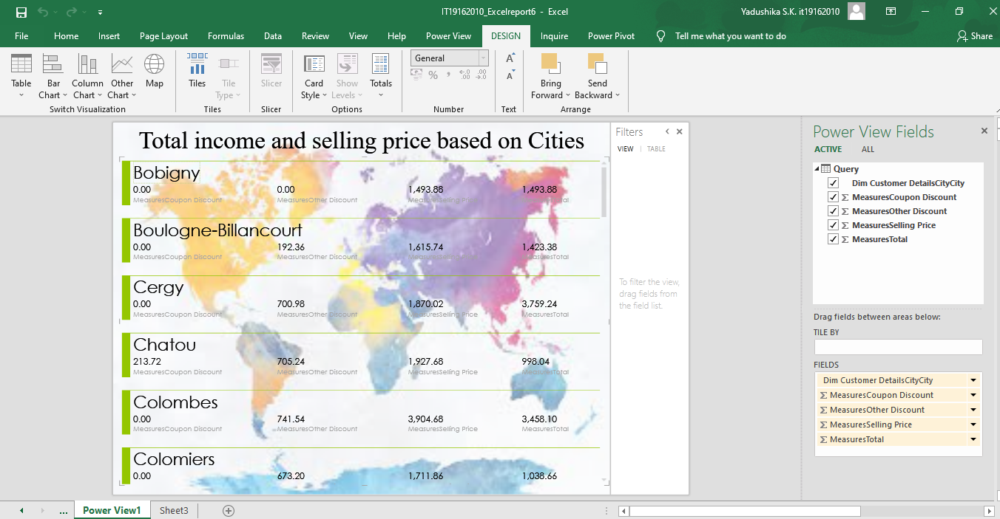 IT19162010_Excelreport6 - Excel
Yadushika S.K. it19162010
File Home Insert Page Layout Formulas Data Review View Help Power View DESIGN Inquire Power Pivot Tell me what you want to do Share
Table
Bar Chart
Column Chart
Other Chart
Map
Switch Visualization
Tiles
Tile Type
Tiles
Slicer
Slicer
Card Style
Show Levels
Totals
Options
General
% , .00 .00
Number
A
A
Text
Bring Forward
Send Backward
Arrange
Total income and selling price based on Cities
Bobigny
0.00 0.00 1,493.88 1,493.88
MeasuresCoupon Discount MeasuresOther Discount MeasuresSelling Price MeasuresTotal
Boulogne-Billancourt
0.00 192.36 1,615.74 1,423.38
MeasuresCoupon Discount MeasuresOther Discount MeasuresSelling Price MeasuresTotal
Cergy
0.00 700.98 1,870.02 3,759.24
MeasuresCoupon Discount MeasuresOther Discount MeasuresSelling Price MeasuresTotal
Chatou
213.72 705.24 1,927.68 998.04
MeasuresCoupon Discount MeasuresOther Discount MeasuresSelling Price MeasuresTotal
Colombes
0.00 741.54 3,904.68 3,458.10
MeasuresCoupon Discount MeasuresOther Discount MeasuresSelling Price MeasuresTotal
Colomiers
0.00 673.20 1,711.86 1,038.66
Filters
VIEW | TABLE
To filter the view,
drag fields from
the field list.
Power View Fields
ACTIVE ALL
Query
Dim Customer DetailsCityCity
Σ MeasuresCoupon Discount
Σ MeasuresOther Discount
Σ MeasuresSelling Price
Σ MeasuresTotal
Drag fields between areas below:
TILE BY
FIELDS
Dim Customer DetailsCityCity
Σ MeasuresCoupon Discount
Σ MeasuresOther Discount
Σ MeasuresSelling Price
Σ MeasuresTotal
... Power View1 Sheet3